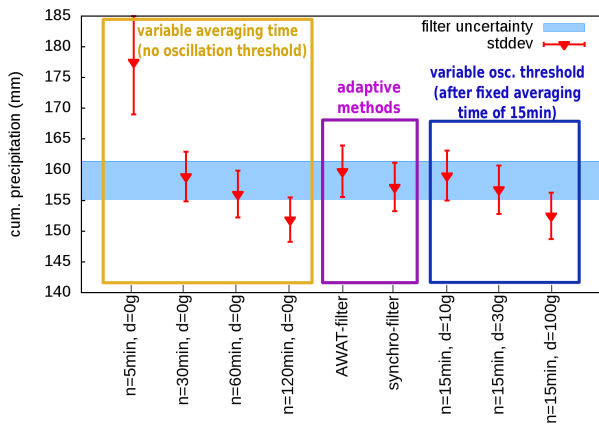 185
180
175
170
165
160
155
150
145
140
cum. precipitation (mm)
variable averaging time
(no oscillation threshold)
filter uncertainty
stddev
adaptive
methods
variable osc. threshold
(after fixed averaging
time of 15min)
n=5min, d=0g
n=30min, d=0g
n=60min, d=0g
n=120min, d=0g
AWAT-filter
synchro-filter
n=15min, d=10g
n=15min, d=30g
n=15min, d=100g